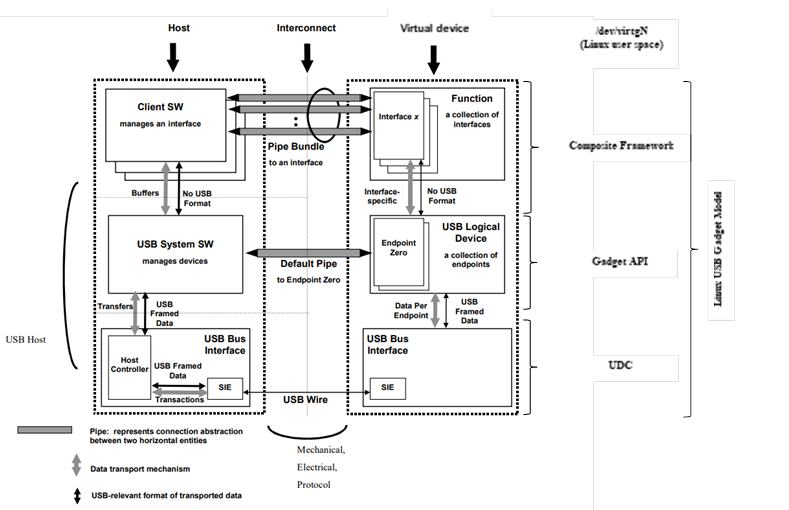 Host
Interconnect
Virtual device
/dev/virtgN
(Linux user space)
Client SW
manages an interface
Pipe Bundle
to an interface
Interface x
Function
a collection of
interfaces
Composite Framework
Buffers
No USB
Format
Interface-
specific
No USB
Format
USB System SW
manages devices
Default Pipe
to Endpoint Zero
Endpoint
Zero
USB Logical
Device
a collection of
endpoints
Gadget API
Linux USB Gadget Model
Transfers
USB
Framed
Data
Data Per
Endpoint
USB
Framed
Data
USB Host
Host
Controller
USB Bus
Interface
USB Framed
Data
Transactions
SIE
USB Wire
USB Bus
Interface
SIE
UDC
Pipe: represents connection abstraction
between two horizontal entities
Data transport mechanism
USB-relevant format of transported data
Mechanical,
Electrical,
Protocol